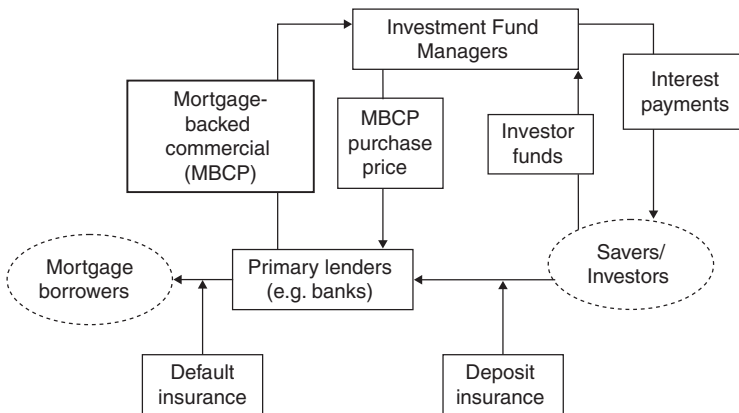 Investment Fund
Managers
Mortgage-
backed
commercial
(MBCP)
MBCP
purchase
price
Investor
funds
Interest
payments
Mortgage
borrowers
Primary lenders
(e.g. banks)
Savers/
Investors
Default
insurance
Deposit
insurance